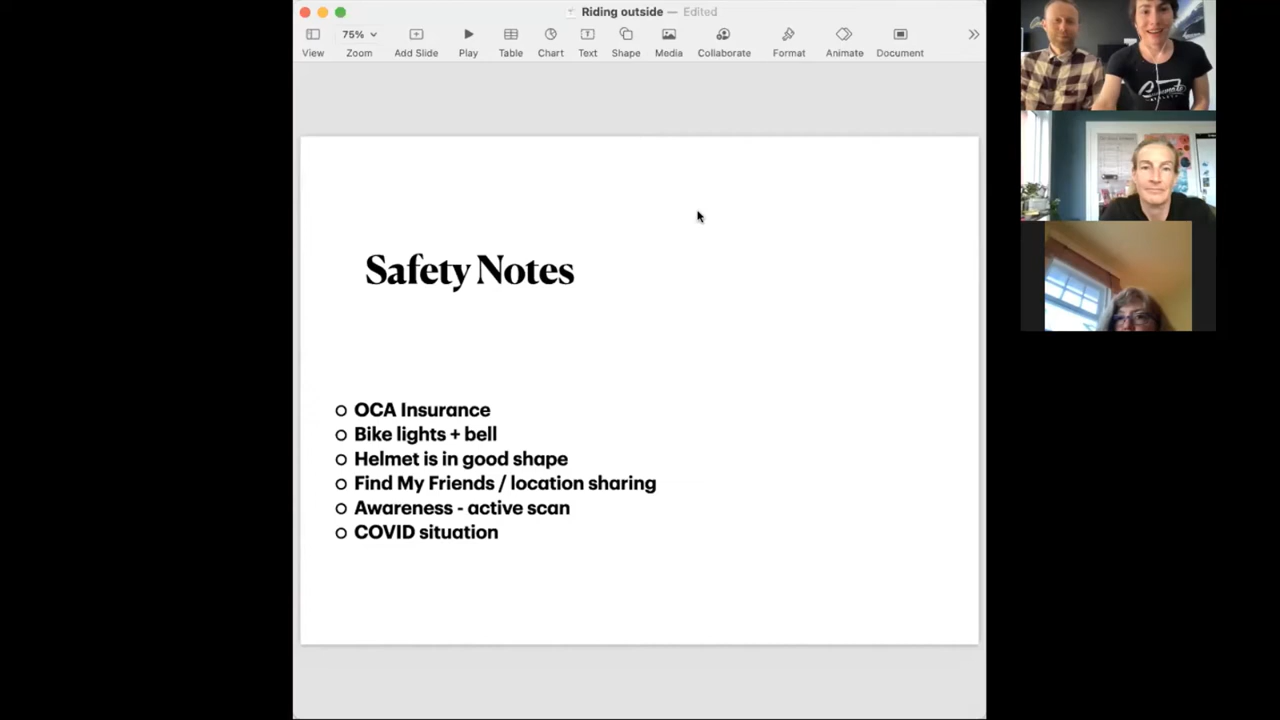 Riding outside — Edited
75%
View
Zoom
Add Slide
Play
Table
Chart
Text
Shape
Media
Collaborate
Format
Animate
Document
Safety Notes
OCA Insurance
Bike lights + bell
Helmet is in good shape
Find My Friends / location sharing
Awareness - active scan
COVID situation